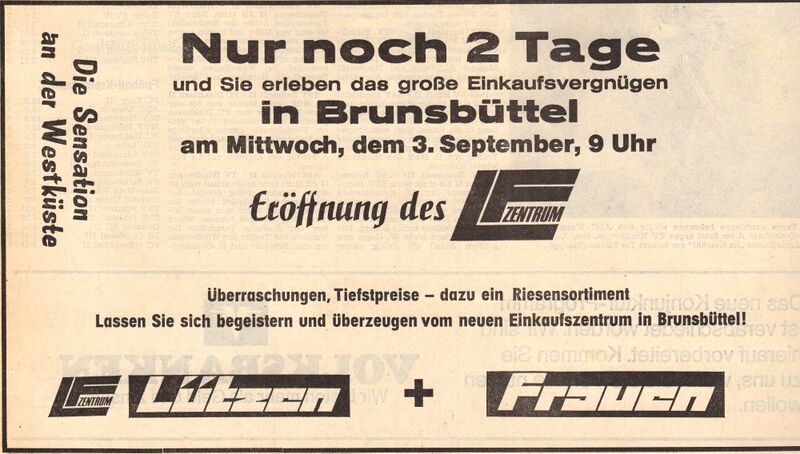 Die Sensation
an der Westküste
Nur noch 2 Tage
und Sie erleben das große Einkaufsvergnügen
in Brunsbüttel
am Mittwoch, dem 3. September, 9 Uhr
Eröffnung des LF ZENTRUM
Überraschungen, Tiefstpreise – dazu ein Riesensortiment
Lassen Sie sich begeistern und überzeugen vom neuen Einkaufszentrum in Brunsbüttel!
LF ZENTRUM Lützen + Frauen